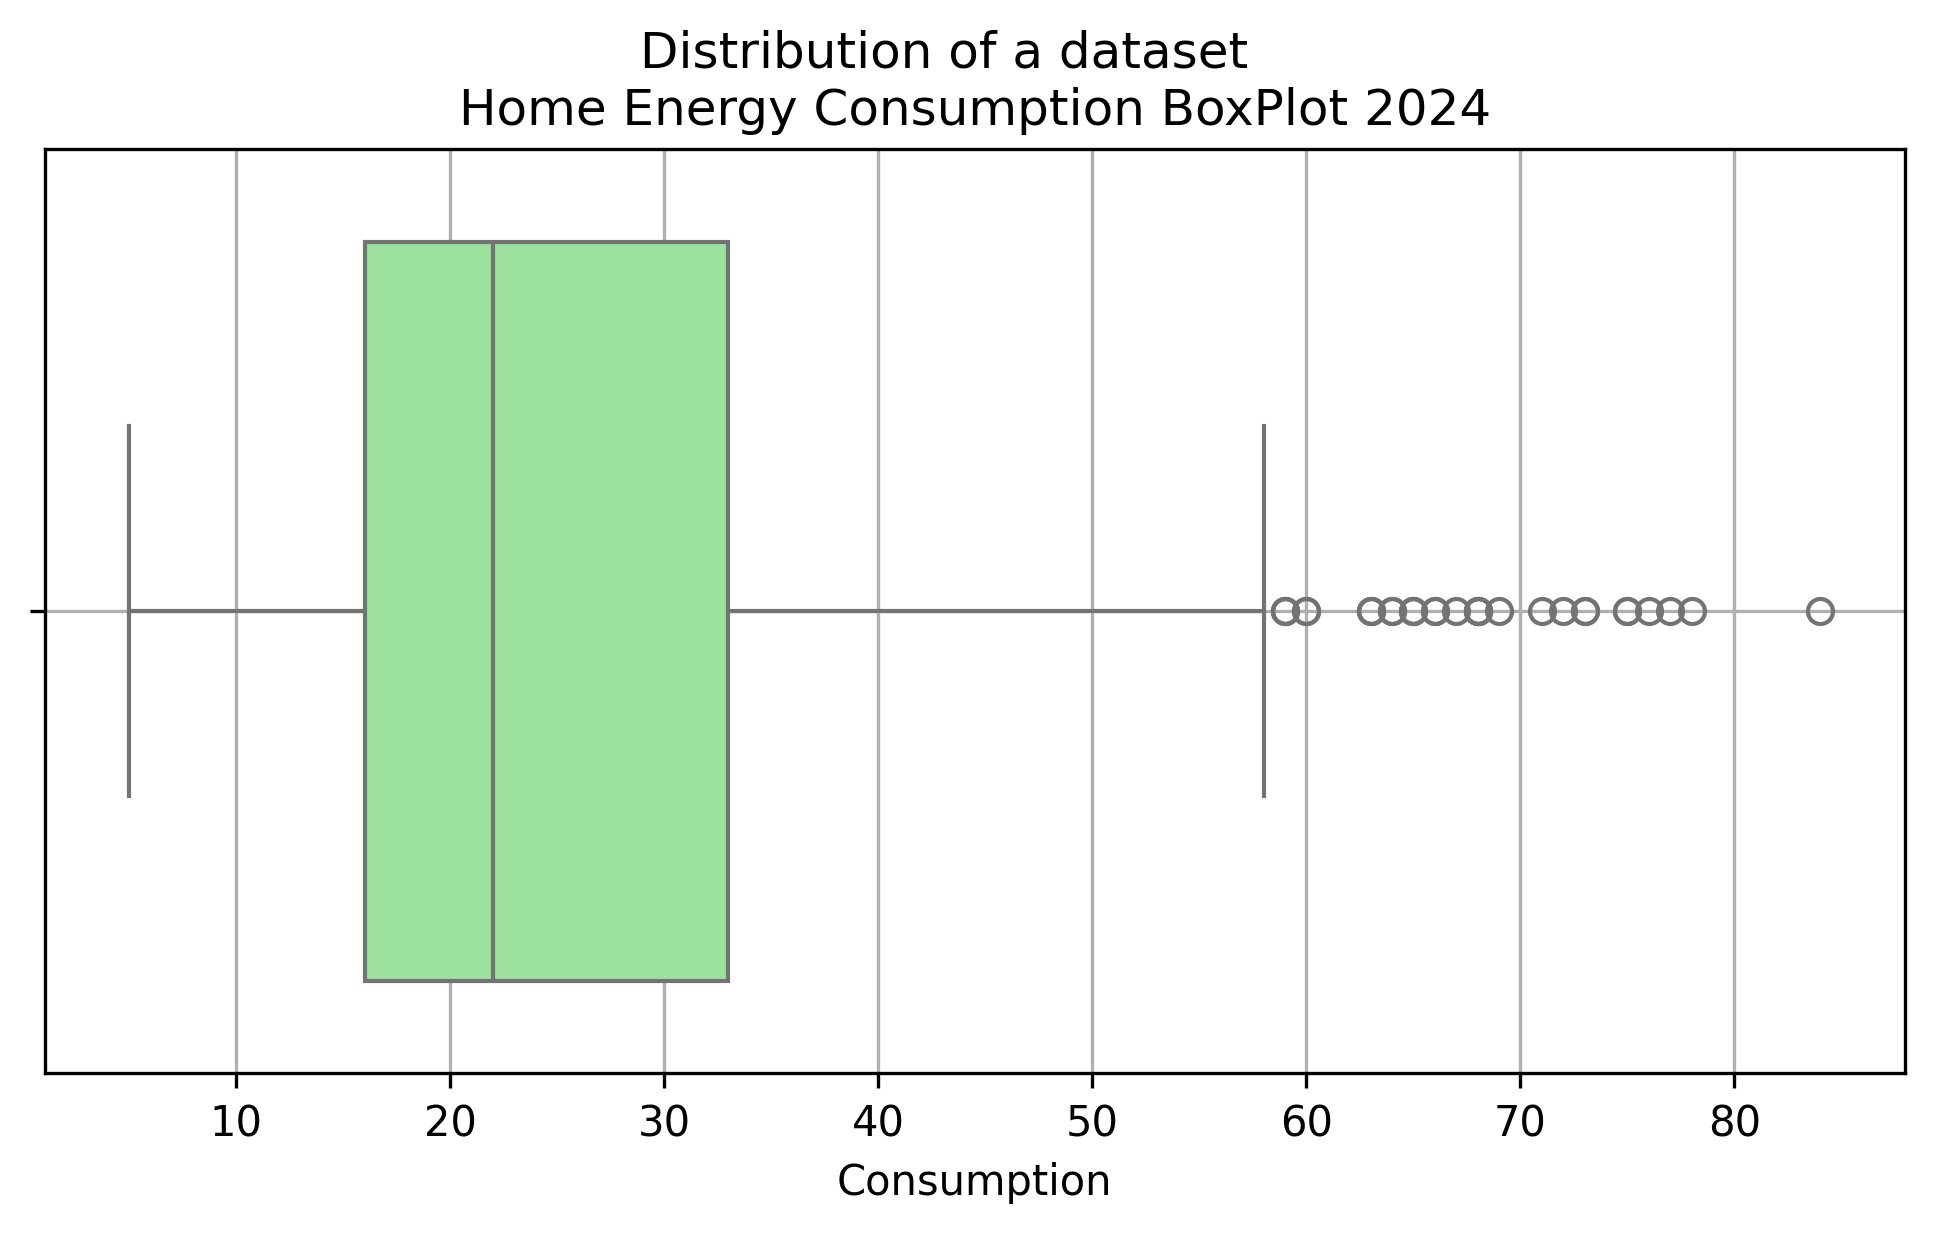 Distribution of a dataset
Home Energy Consumption BoxPlot 2024
10 20 30 40 50 60 70 80
Consumption